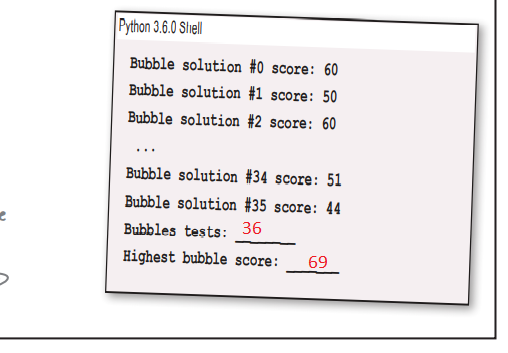 Python 3.6.0 Shell
Bubble solution #0 score: 60
Bubble solution #1 score: 50
Bubble solution #2 score: 60
...
Bubble solution #34 score: 51
Bubble solution #35 score: 44
Bubbles tests: 36
Highest bubble score: 69